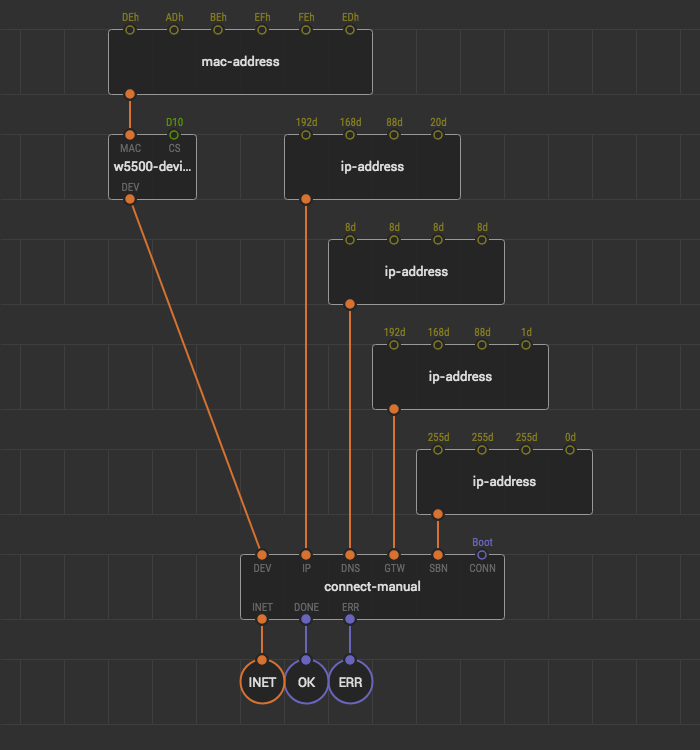 DEh ADh BEh EFh FEh EDh
mac-address
D10 192d 168d 88d 20d
MAC CS
w5500-devi... ip-address
DEV
8d 8d 8d 8d
ip-address
192d 168d 88d 1d
ip-address
255d 255d 255d 0d
ip-address
Boot
DEV IP DNS GTW SBN CONN
connect-manual
INET DONE ERR
INET OK ERR